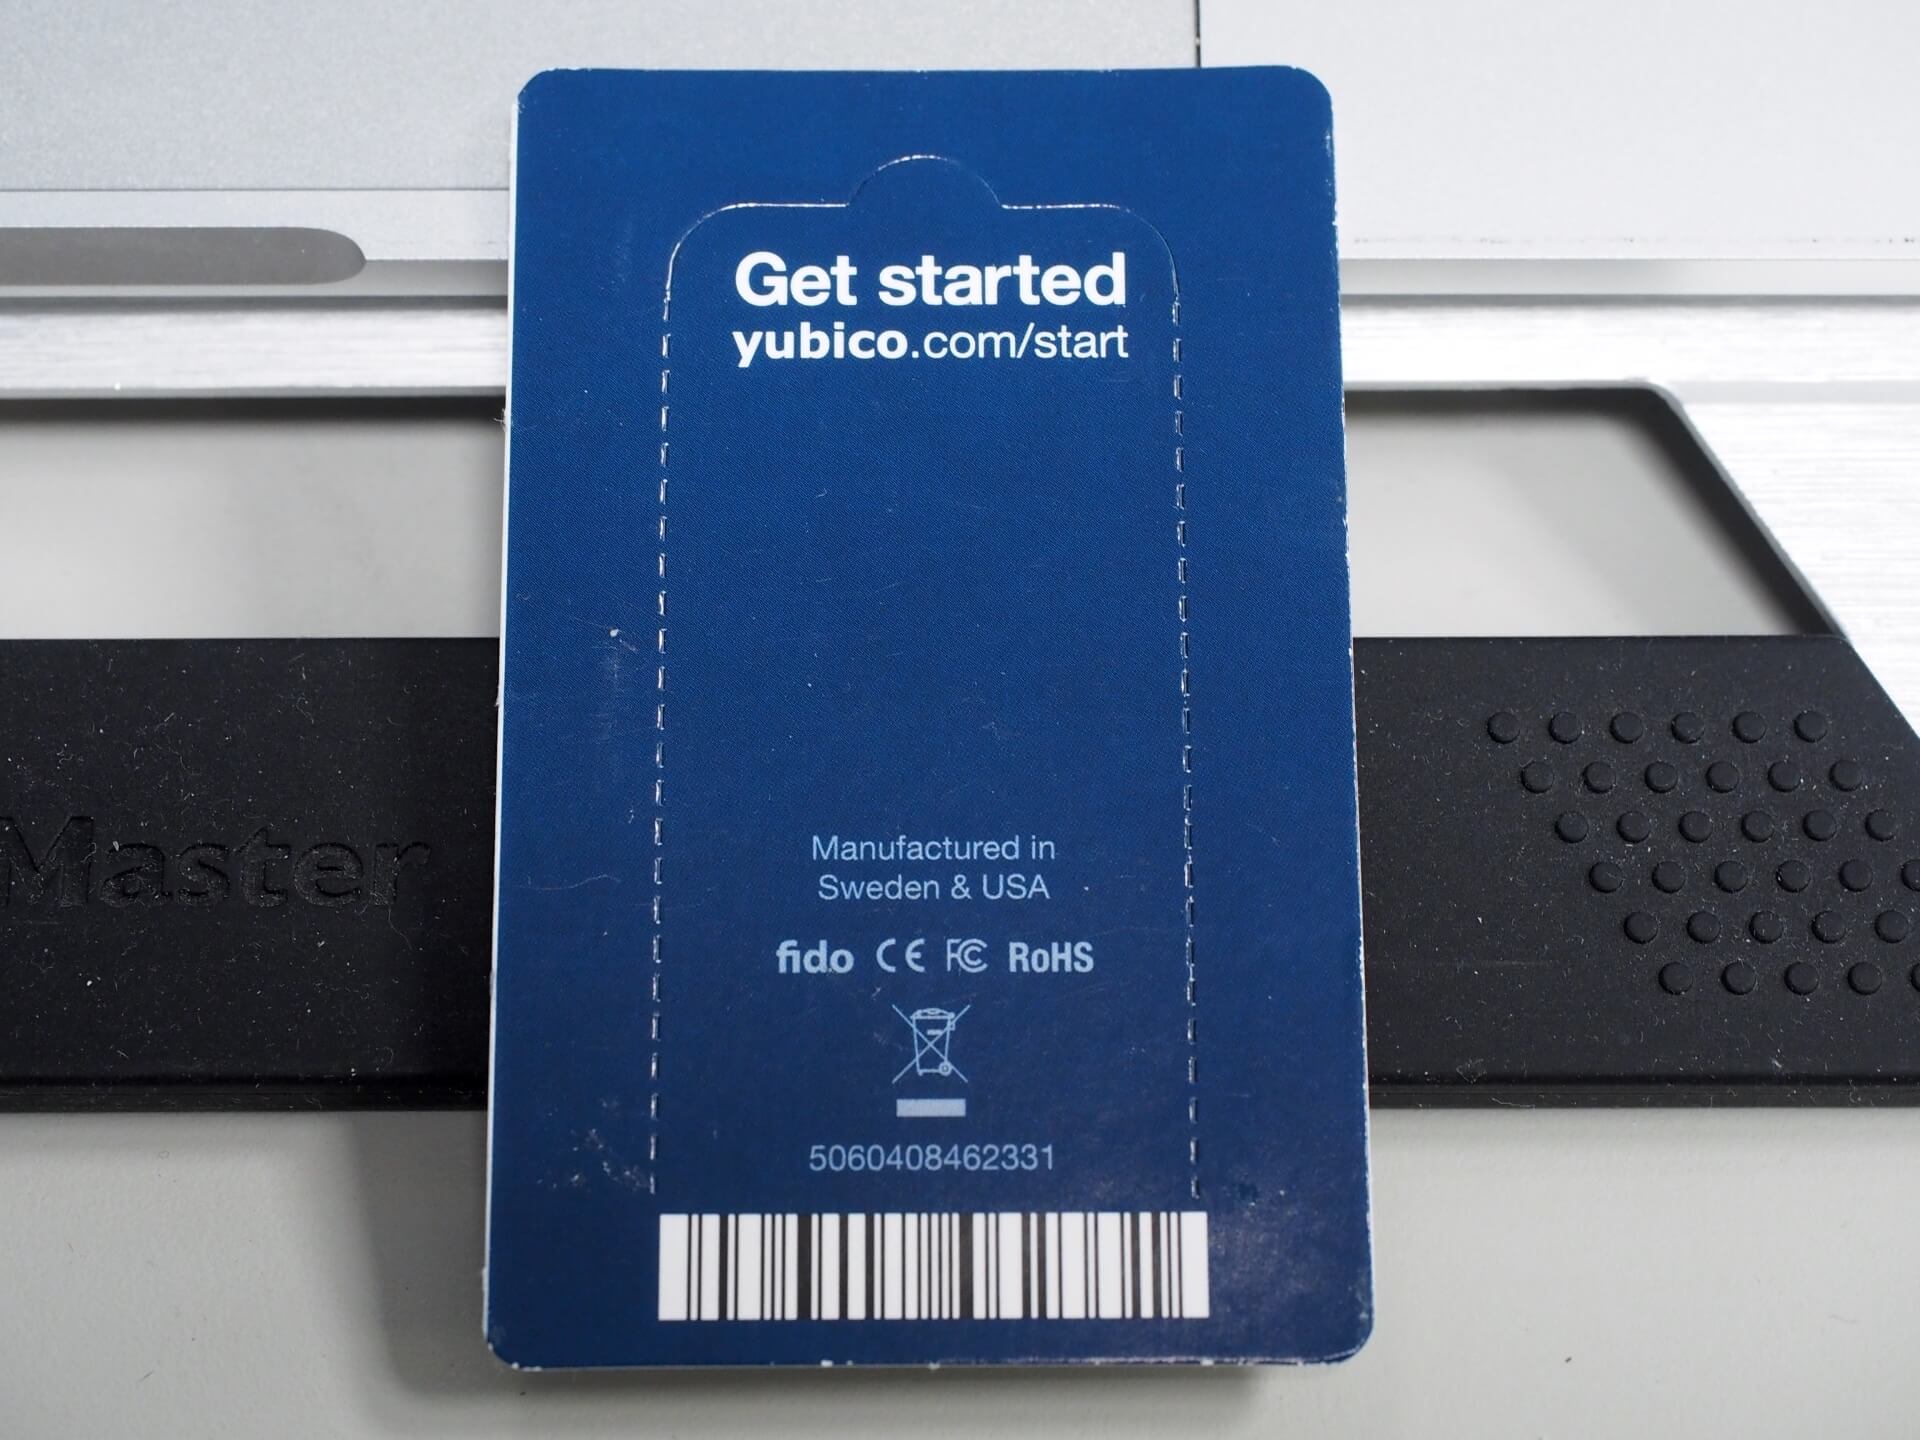 Get started
yubico.com/start
Master
Manufactured in
Sweden & USA
fido CE FC RoHS
5060408462331